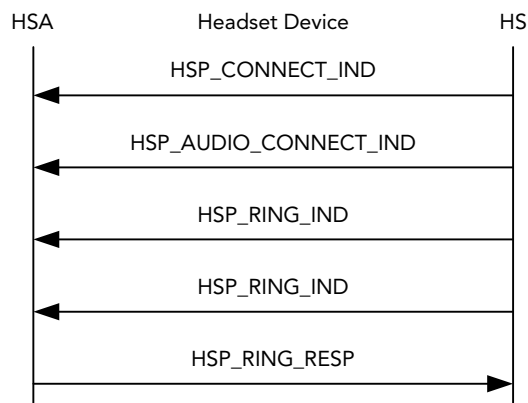 HSA Headset Device HS
HSP_CONNECT_IND
HSP_AUDIO_CONNECT_IND
HSP_RING_IND
HSP_RING_IND
HSP_RING_RESP